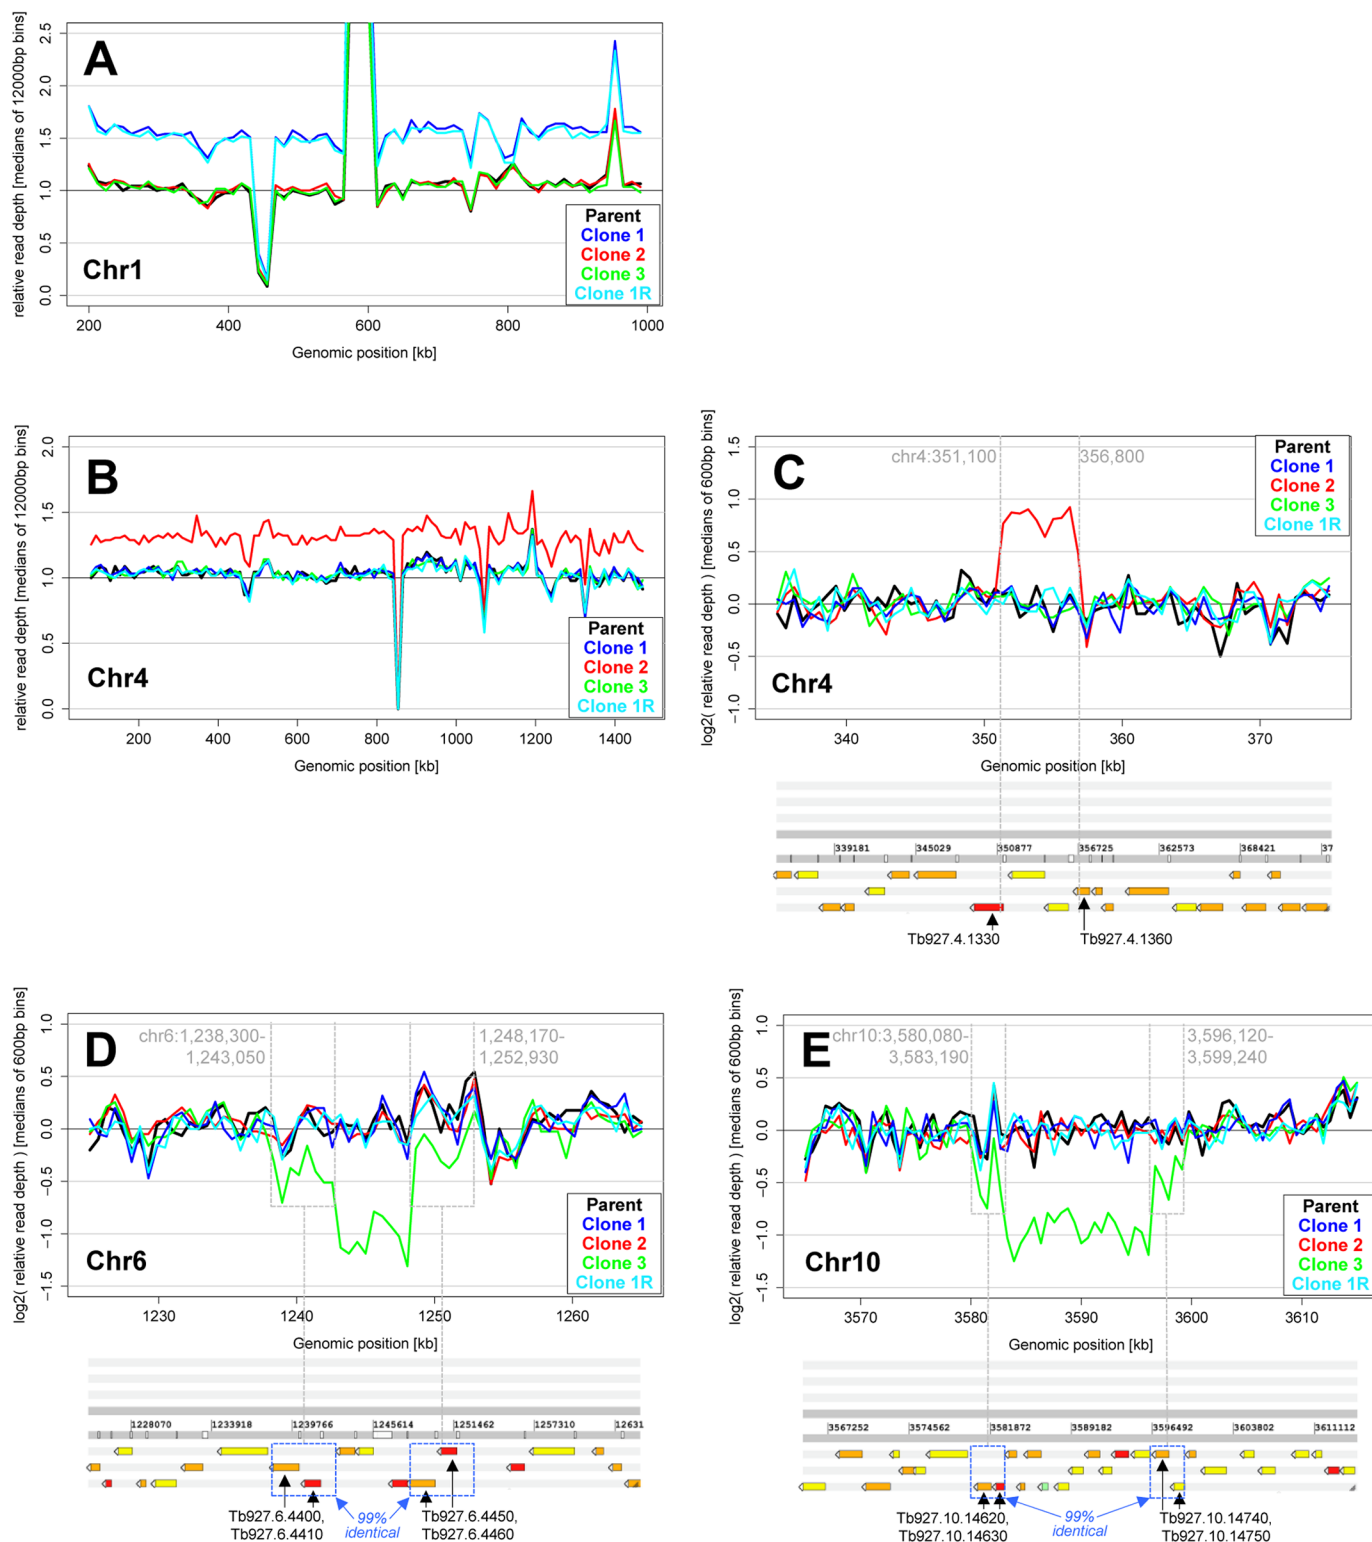 A
relative read depth [medians of 12000bp bins]
2.5
2.0
1.5
1.0
0.5
0.0
Parent
Clone 1
Clone 2
Clone 3
Clone 1R
Chr1
200 400 600 800 1000
Genomic position [kb]
B
relative read depth [medians of 12000bp bins]
2.0
1.5
1.0
0.5
0.0
Parent
Clone 1
Clone 2
Clone 3
Clone 1R
Chr4
200 400 600 800 1000 1200 1400
Genomic position [kb]
C
log2( relative read depth ) [medians of 600bp bins]
1.5
1.0
0.5
0.0
−0.5
−1.0
chr4:351,100 356,800
Parent
Clone 1
Clone 2
Clone 3
Clone 1R
Chr4
340 350 360 370
Genomic position [kb]
339181 345029 350877 356725 362573 368421 37
Tb927.4.1330 Tb927.4.1360
D
log2( relative read depth ) [medians of 600bp bins]
1.0
0.5
0.0
−0.5
−1.0
−1.5
chr6:1,238,300-
1,243,050
1,248,170-
1,252,930
Parent
Clone 1
Clone 2
Clone 3
Clone 1R
Chr6
1230 1240 1250 1260
Genomic position [kb]
1228070 1233918 1239766 1245614 1251462 1257310 12631
Tb927.6.4400,
Tb927.6.4410
99%
identical
Tb927.6.4450,
Tb927.6.4460
E
log2( relative read depth ) [medians of 600bp bins]
1.0
0.5
0.0
−0.5
−1.0
−1.5
chr10:3,580,080-
3,583,190
3,596,120-
3,599,240
Parent
Clone 1
Clone 2
Clone 3
Clone 1R
Chr10
3570 3580 3590 3600 3610
Genomic position [kb]
3567252 3574562 3581872 3589182 3596492 3603802 3611112
Tb927.10.14620,
Tb927.10.14630
99%
identical
Tb927.10.14740,
Tb927.10.14750